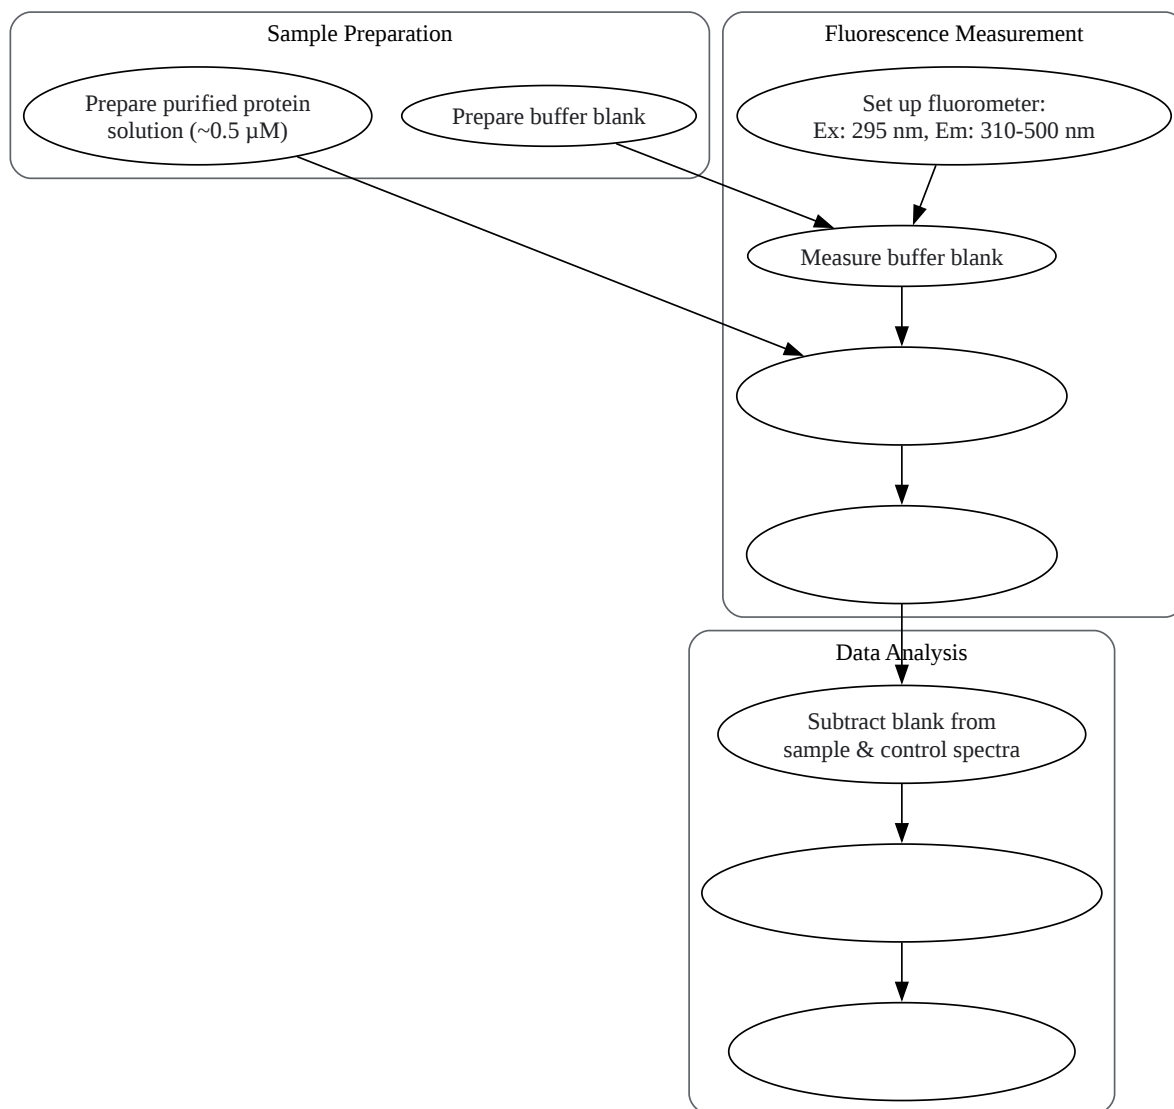 Sample Preparation
Prepare purified protein
solution (~0.5 µM)
Prepare buffer blank
Fluorescence Measurement
Set up fluorometer:
Ex: 295 nm, Em: 310-500 nm
Measure buffer blank
Data Analysis
Subtract blank from
sample & control spectra